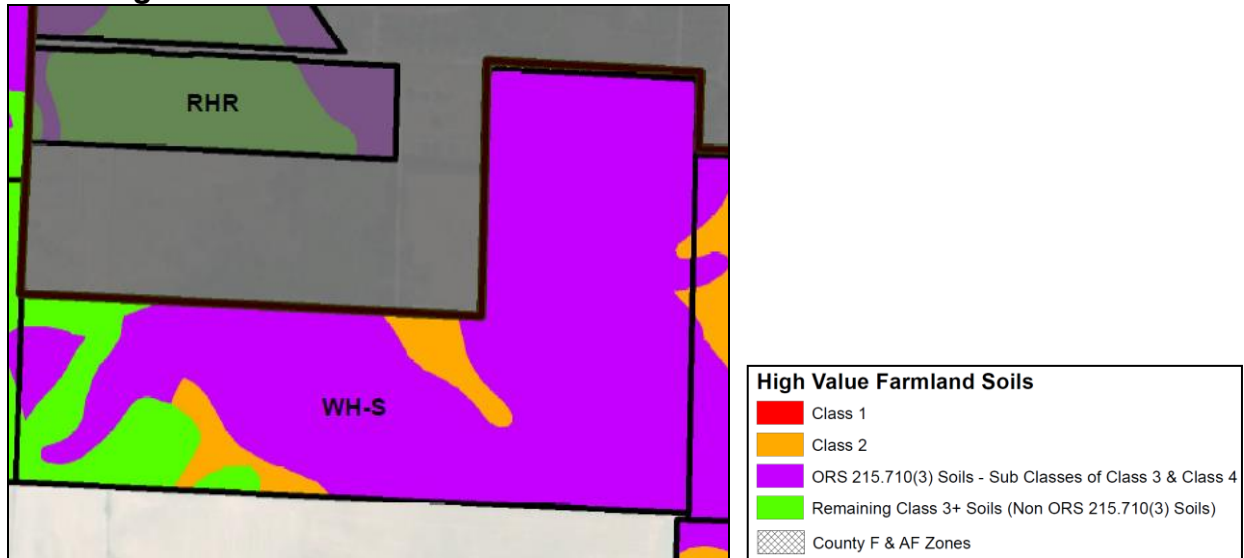 RHR
WH-S
High Value Farmland Soils
Class 1
Class 2
ORS 215.710(3) Soils - Sub Classes of Class 3 & Class 4
Remaining Class 3+ Soils (Non ORS 215.710(3) Soils)
County F & AF Zones